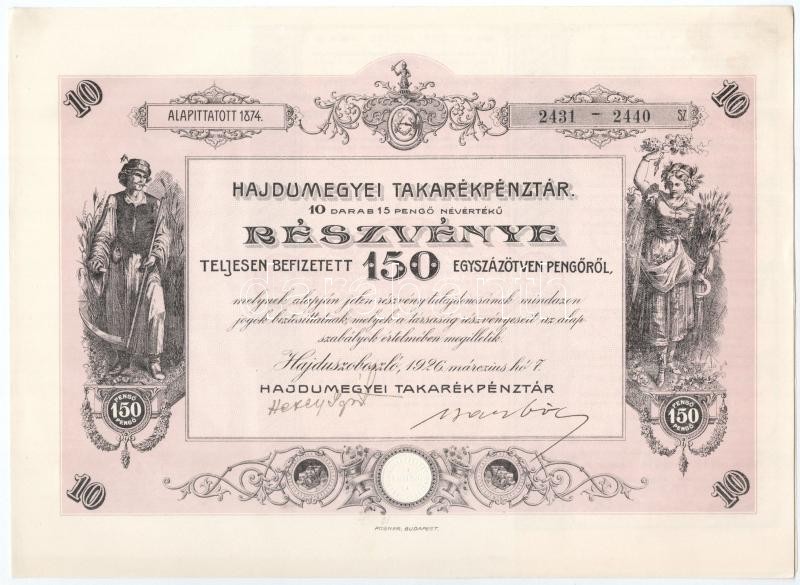 10
10
ALAPITTATOTT 1874.
2431 - 2440 SZ.
HAJDUMEGYEI TAKARÉKPÉNZTÁR.
10 DARAB 15 PENGŐ NÉVÉRTÉKŰ
RÉSZVÉNYE
TELJESEN BEFIZETETT 150 EGYSZÁZÖTVEN PENGŐRŐL,
melynek alapján jelen részvény tulajdonosának mindazon
jogok biztosíttatnak, melyek a társaság részvényeseit az alap
szabályok értelmében megilletik.
Hajduszoboszló, 1926. márczius hó 7.
HAJDUMEGYEI TAKARÉKPÉNZTÁR
PENGŐ
150
PENGŐ
PENGŐ
150
PENGŐ
10
10
POSNER, BUDAPEST.